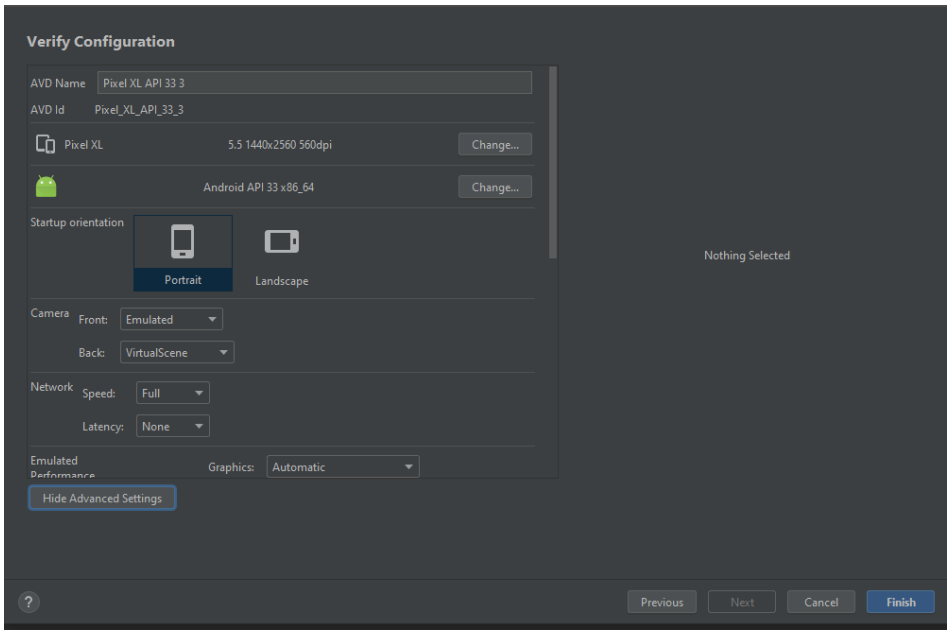 Verify Configuration
AVD Name Pixel XL API 33 3
AVD Id Pixel_XL_API_33_3
Pixel XL 5.5 1440x2560 560dpi Change...
Android API 33 x86_64 Change...
Startup orientation
Portrait Landscape
Nothing Selected
Camera Front: Emulated
Back: VirtualScene
Network Speed: Full
Latency: None
Emulated
Performance Graphics: Automatic
Hide Advanced Settings
? Previous Next Cancel Finish